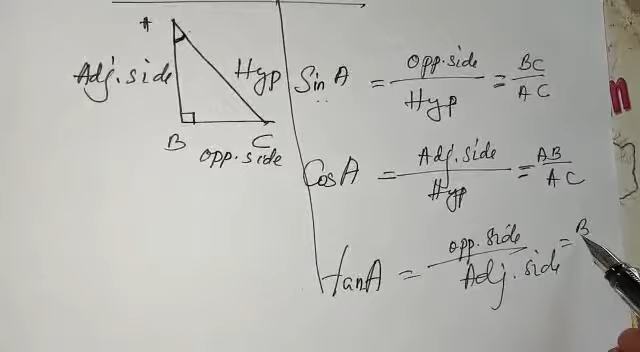 A
Adj. side
Hyp
B
C
opp. side
Sin A = opp. side / Hyp = BC / AC
Cos A = Adj. side / Hyp = AB / AC
tan A = opp. side / Adj. side = B